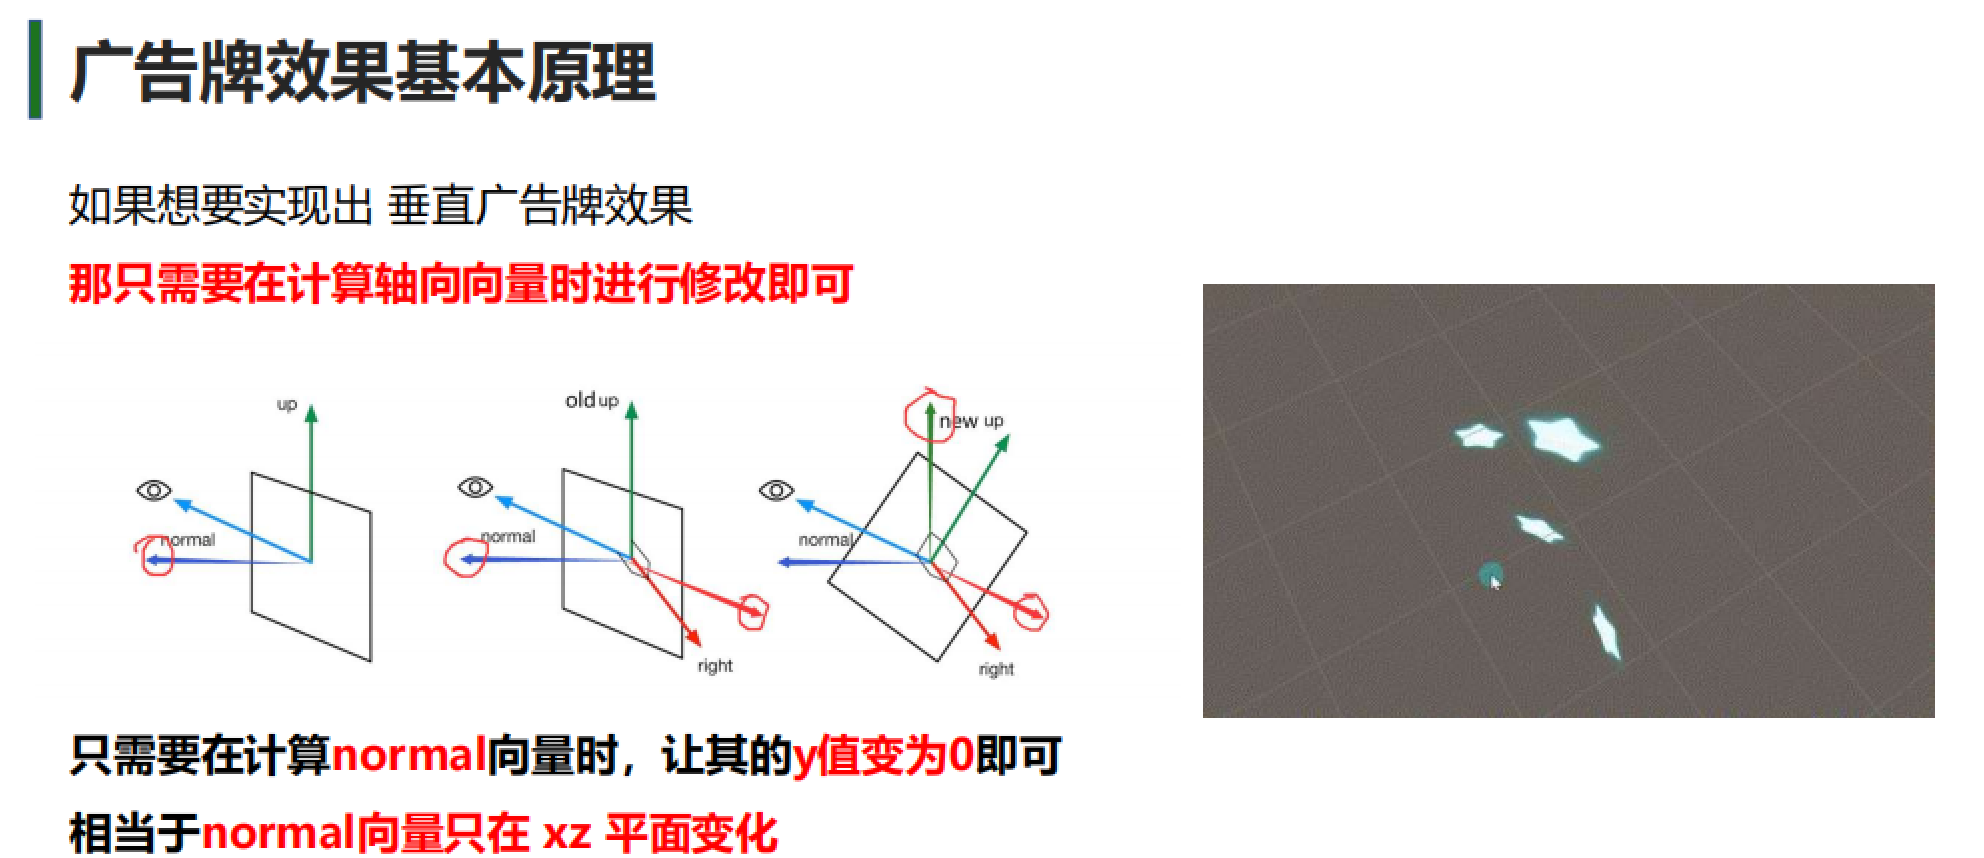 广告牌效果基本原理
如果想要实现出 垂直广告牌效果
那只需要在计算轴向向量时进行修改即可
up
normal
old up
normal
right
new up
normal
right
只需要在计算normal向量时，让其的y值变为0即可
相当于normal向量只在 xz 平面变化